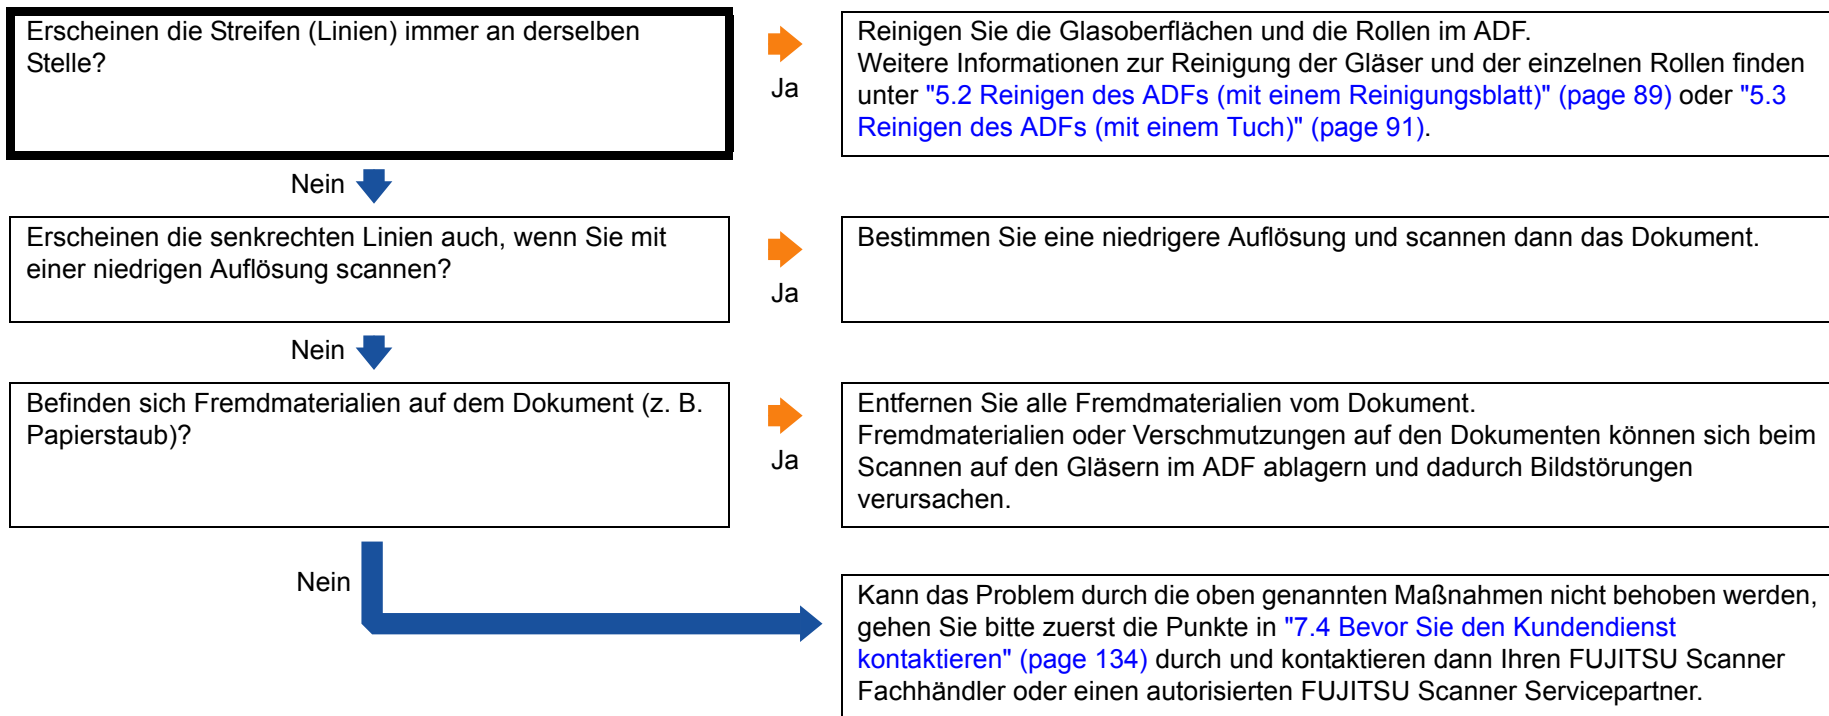 Erscheinen die Streifen (Linien) immer an derselben
Stelle?
Ja
Reinigen Sie die Glasoberflächen und die Rollen im ADF.
Weitere Informationen zur Reinigung der Gläser und der einzelnen Rollen finden
unter "5.2 Reinigen des ADFs (mit einem Reinigungsblatt)" (page 89) oder "5.3
Reinigen des ADFs (mit einem Tuch)" (page 91).
Nein
Erscheinen die senkrechten Linien auch, wenn Sie mit
einer niedrigen Auflösung scannen?
Ja
Bestimmen Sie eine niedrigere Auflösung und scannen dann das Dokument.
Nein
Befinden sich Fremdmaterialien auf dem Dokument (z. B.
Papierstaub)?
Ja
Entfernen Sie alle Fremdmaterialien vom Dokument.
Fremdmaterialien oder Verschmutzungen auf den Dokumenten können sich beim
Scannen auf den Gläsern im ADF ablagern und dadurch Bildstörungen
verursachen.
Nein
Kann das Problem durch die oben genannten Maßnahmen nicht behoben werden,
gehen Sie bitte zuerst die Punkte in "7.4 Bevor Sie den Kundendienst
kontaktieren" (page 134) durch und kontaktieren dann Ihren FUJITSU Scanner
Fachhändler oder einen autorisierten FUJITSU Scanner Servicepartner.